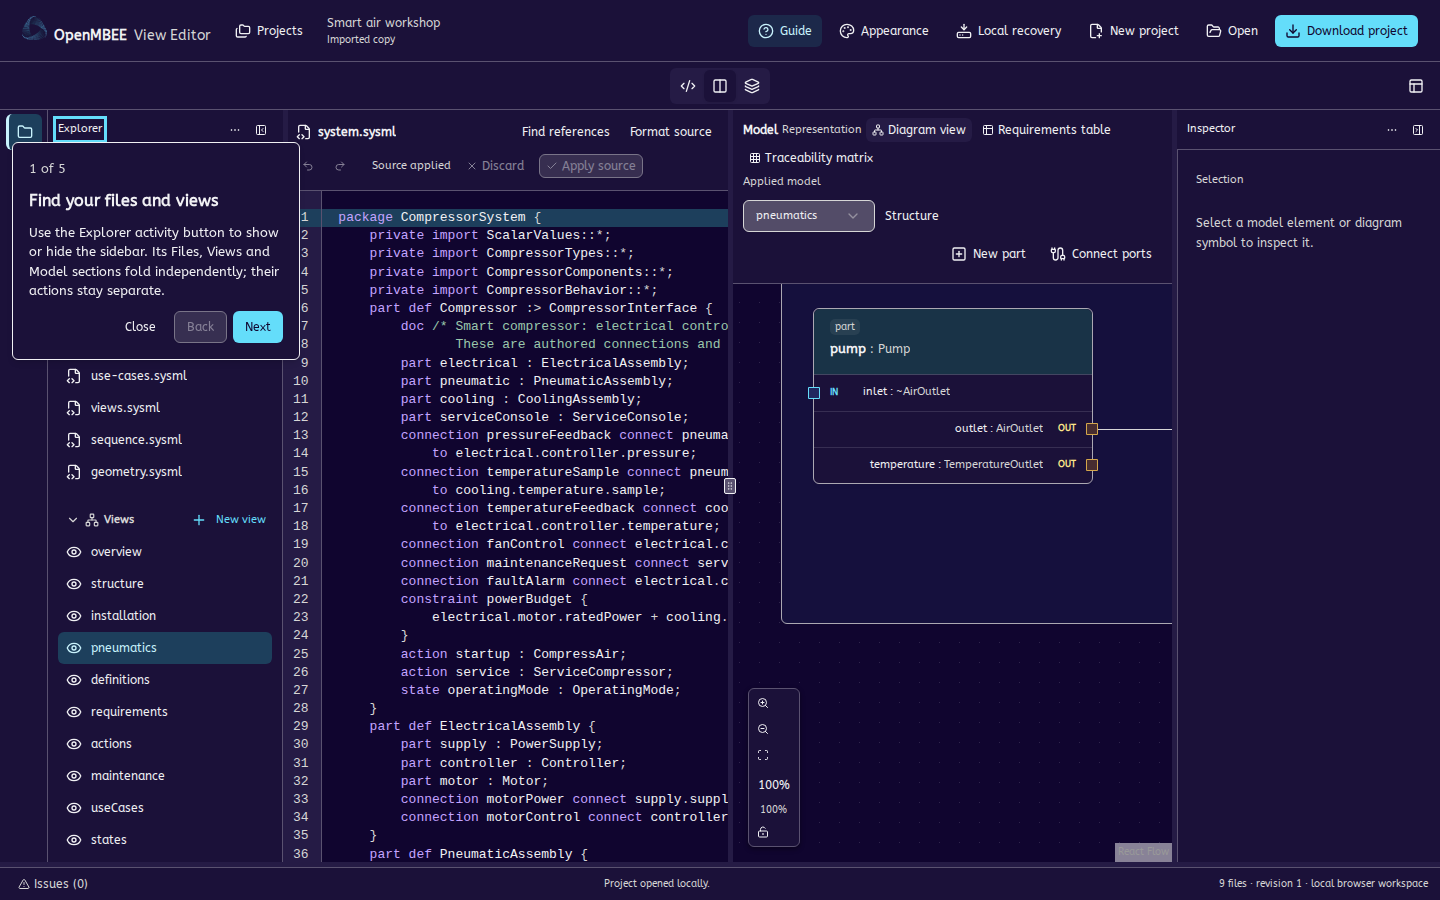 OpenMBEE View Editor
Projects
Smart air workshop
Imported copy
Guide
Appearance
Local recovery
New project
Open
Download project
Explorer
1 of 5
Find your files and views
Use the Explorer activity button to show
or hide the sidebar. Its Files, Views and
Model sections fold independently; their
actions stay separate.
Close
Back
Next
use-cases.sysml
views.sysml
sequence.sysml
geometry.sysml
Views
New view
overview
structure
installation
pneumatics
definitions
requirements
actions
maintenance
useCases
states
system.sysml
Find references
Format source
Source applied
Discard
Apply source
1 package CompressorSystem {
2 private import ScalarValues::*;
3 private import CompressorTypes::*;
4 private import CompressorComponents::*;
5 private import CompressorBehavior::*;
6 part def Compressor :> CompressorInterface {
7 doc /* Smart compressor: electrical contro
8 These are authored connections and
9 part electrical : ElectricalAssembly;
10 part pneumatic : PneumaticAssembly;
11 part cooling : CoolingAssembly;
12 part serviceConsole : ServiceConsole;
13 connection pressureFeedback connect pneuma
14 to electrical.controller.pressure;
15 connection temperatureSample connect pneum
16 to cooling.temperature.sample;
17 connection temperatureFeedback connect coo
18 to electrical.controller.temperature;
19 connection fanControl connect electrical.c
20 connection maintenanceRequest connect serv
21 connection faultAlarm connect electrical.c
22 constraint powerBudget {
23 electrical.motor.ratedPower + cooling.
24 }
25 action startup : CompressAir;
26 action service : ServiceCompressor;
27 state operatingMode : OperatingMode;
28 }
29 part def ElectricalAssembly {
30 part supply : PowerSupply;
31 part controller : Controller;
32 part motor : Motor;
33 connection motorPower connect supply.suppl
34 connection motorControl connect controller
35 }
36 part def PneumaticAssembly {
Model Representation
Diagram view
Requirements table
Traceability matrix
Applied model
pneumatics
Structure
New part
Connect ports
part
pump : Pump
IN inlet : ~AirOutlet
outlet : AirOutlet OUT
temperature : TemperatureOutlet OUT
100%
100%
React Flow
Inspector
Selection
Select a model element or diagram
symbol to inspect it.
Issues (0)
Project opened locally.
9 files · revision 1 · local browser workspace